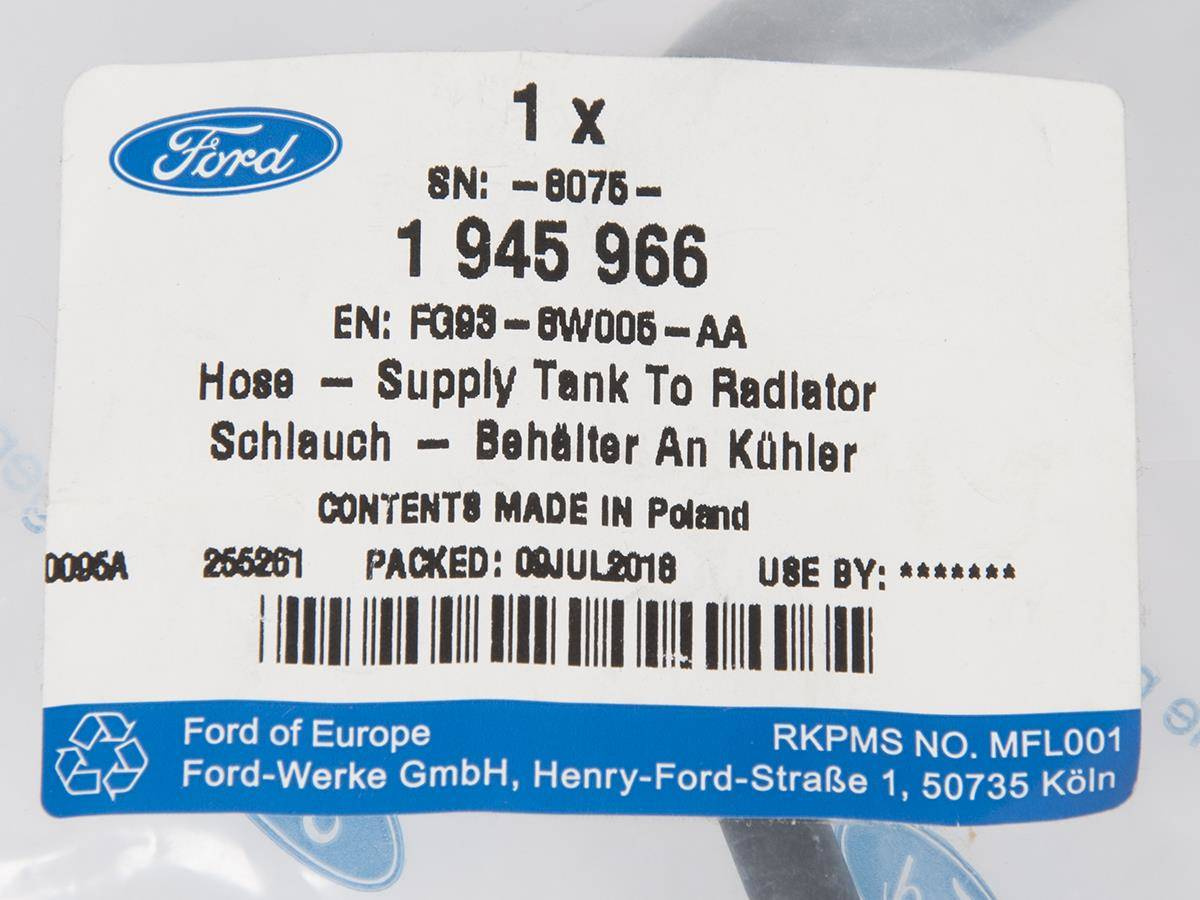 Ford
1 x
SN: -8075-
1 945 966
EN: FG93-8W005-AA
Hose - Supply Tank To Radiator
Schlauch - Behälter An Kühler
CONTENTS MADE IN Poland
0095A 255261 PACKED: 09JUL2018 USE BY: *******
Ford of Europe RKPMS NO. MFL001
Ford-Werke GmbH, Henry-Ford-Straße 1, 50735 Köln